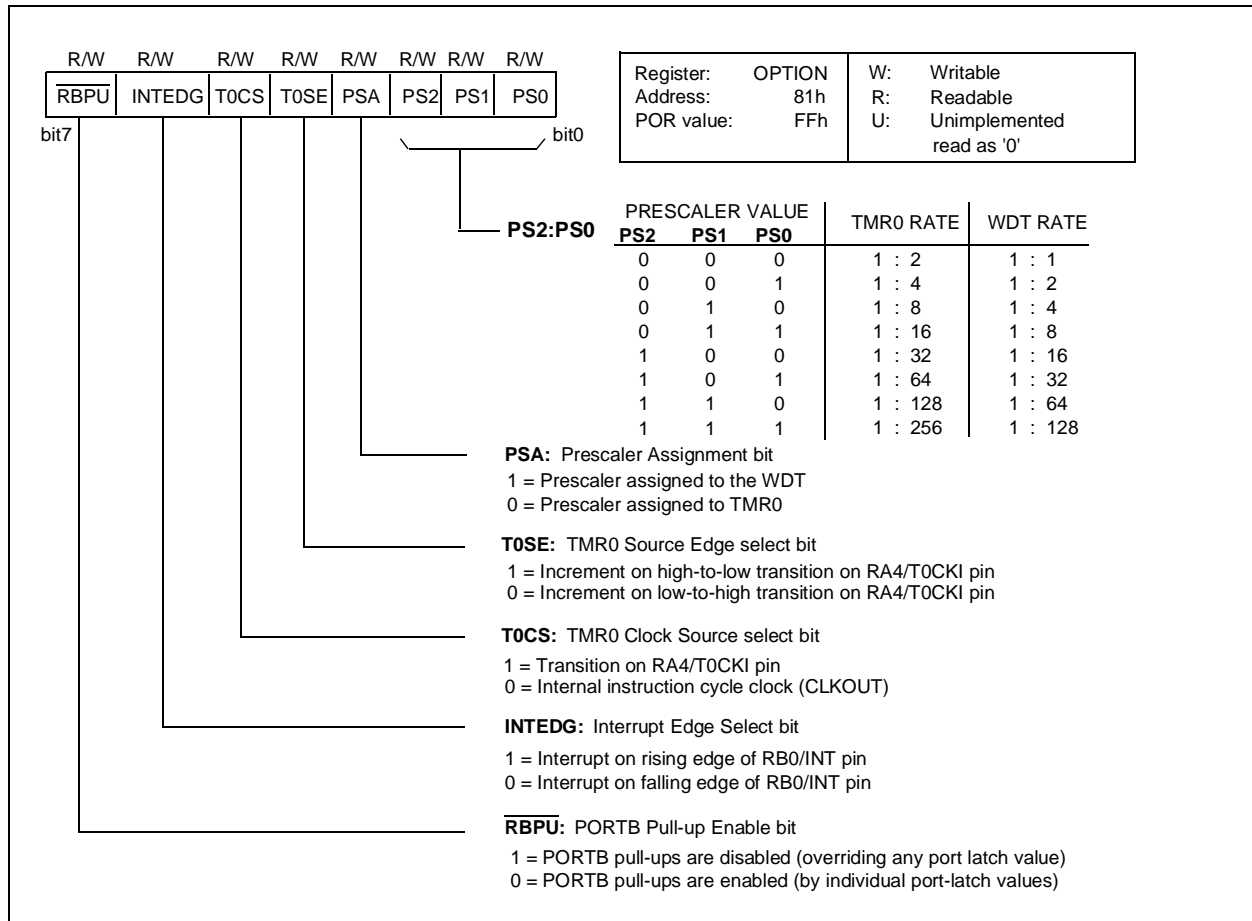 R/W R/W R/W R/W R/W R/W R/W R/W
RBPU INTEDG T0CS T0SE PSA PS2 PS1 PS0
bit7 bit0
Register: OPTION W: Writable
Address: 81h R: Readable
POR value: FFh U: Unimplemented
read as '0'
PS2:PS0
PRESCALER VALUE TMR0 RATE WDT RATE
PS2 PS1 PS0
0 0 0 1 : 2 1 : 1
0 0 1 1 : 4 1 : 2
0 1 0 1 : 8 1 : 4
0 1 1 1 : 16 1 : 8
1 0 0 1 : 32 1 : 16
1 0 1 1 : 64 1 : 32
1 1 0 1 : 128 1 : 64
1 1 1 1 : 256 1 : 128
PSA: Prescaler Assignment bit
1 = Prescaler assigned to the WDT
0 = Prescaler assigned to TMR0
T0SE: TMR0 Source Edge select bit
1 = Increment on high-to-low transition on RA4/T0CKI pin
0 = Increment on low-to-high transition on RA4/T0CKI pin
T0CS: TMR0 Clock Source select bit
1 = Transition on RA4/T0CKI pin
0 = Internal instruction cycle clock (CLKOUT)
INTEDG: Interrupt Edge Select bit
1 = Interrupt on rising edge of RB0/INT pin
0 = Interrupt on falling edge of RB0/INT pin
RBPU: PORTB Pull-up Enable bit
1 = PORTB pull-ups are disabled (overriding any port latch value)
0 = PORTB pull-ups are enabled (by individual port-latch values)